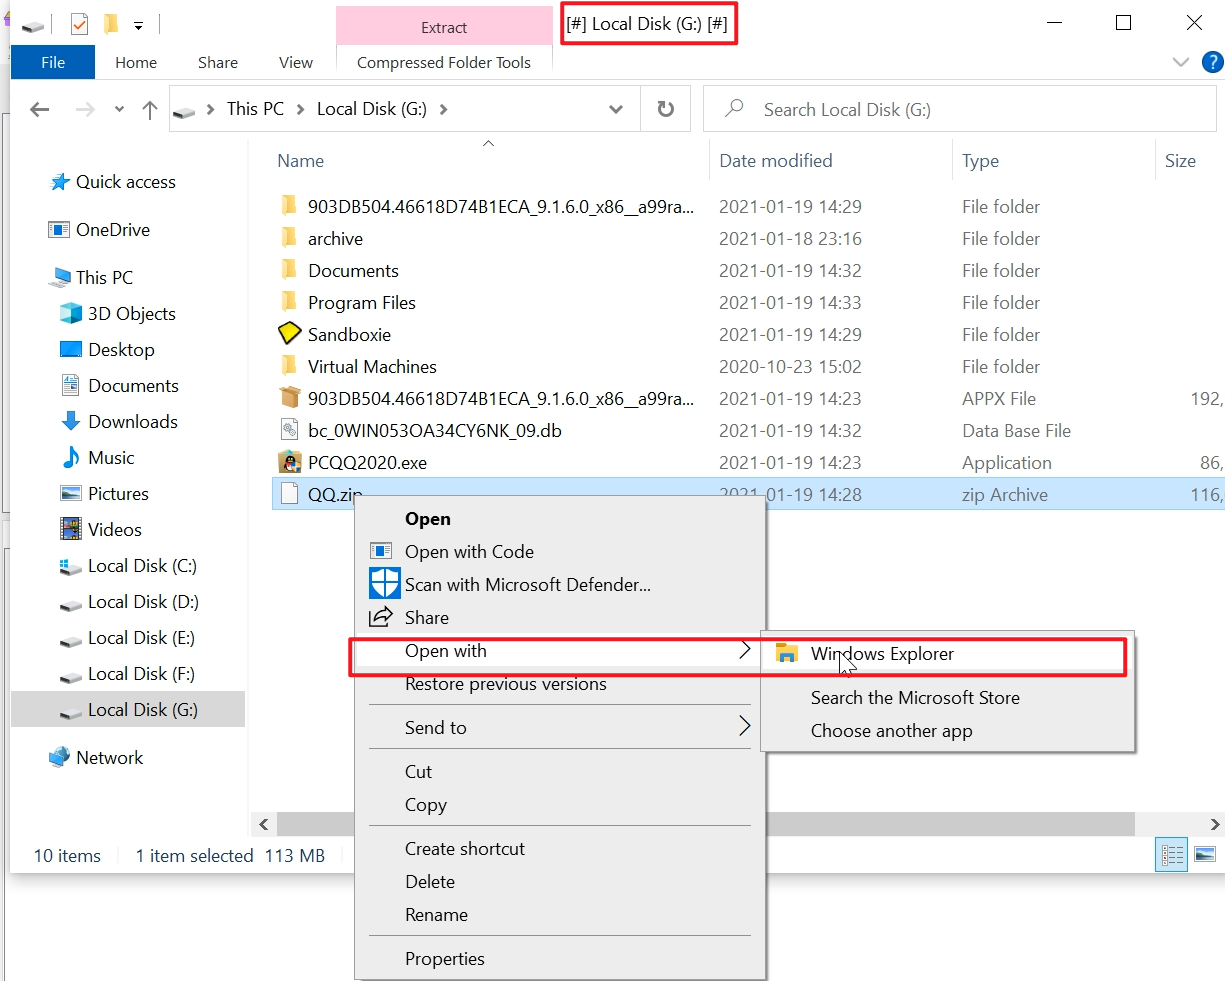 Extract
[#] Local Disk (G:) [#]
File
Home
Share
View
Compressed Folder Tools
?
This PC
Local Disk (G:)
Search Local Disk (G:)
Name
Date modified
Type
Size
Quick access
OneDrive
This PC
3D Objects
Desktop
Documents
Downloads
Music
Pictures
Videos
Local Disk (C:)
Local Disk (D:)
Local Disk (E:)
Local Disk (F:)
Local Disk (G:)
Network
903DB504.46618D74B1ECA_9.1.6.0_x86__a99ra... 2021-01-19 14:29 File folder
archive 2021-01-18 23:16 File folder
Documents 2021-01-19 14:32 File folder
Program Files 2021-01-19 14:33 File folder
Sandboxie 2021-01-19 14:29 File folder
Virtual Machines 2020-10-23 15:02 File folder
903DB504.46618D74B1ECA_9.1.6.0_x86__a99ra... 2021-01-19 14:23 APPX File 192,
bc_0WIN053OA34CY6NK_09.db 2021-01-19 14:32 Data Base File
PCQQ2020.exe 2021-01-19 14:23 Application 86,
QQ.zip 2021-01-19 14:28 zip Archive 116,
Open
Open with Code
Scan with Microsoft Defender...
Share
Open with
Restore previous versions
Send to
Cut
Copy
Create shortcut
Delete
Rename
Properties
Windows Explorer
Search the Microsoft Store
Choose another app
10 items
1 item selected 113 MB